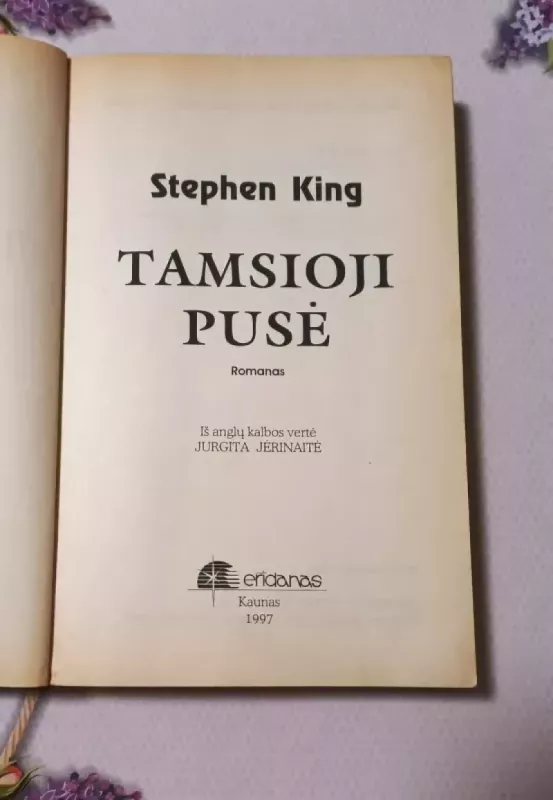 Stephen King
TAMSIOJI
PUSĖ
Romanas
Iš anglų kalbos vertė
JURGITA JĖRINAITĖ
eridanas
Kaunas
1997